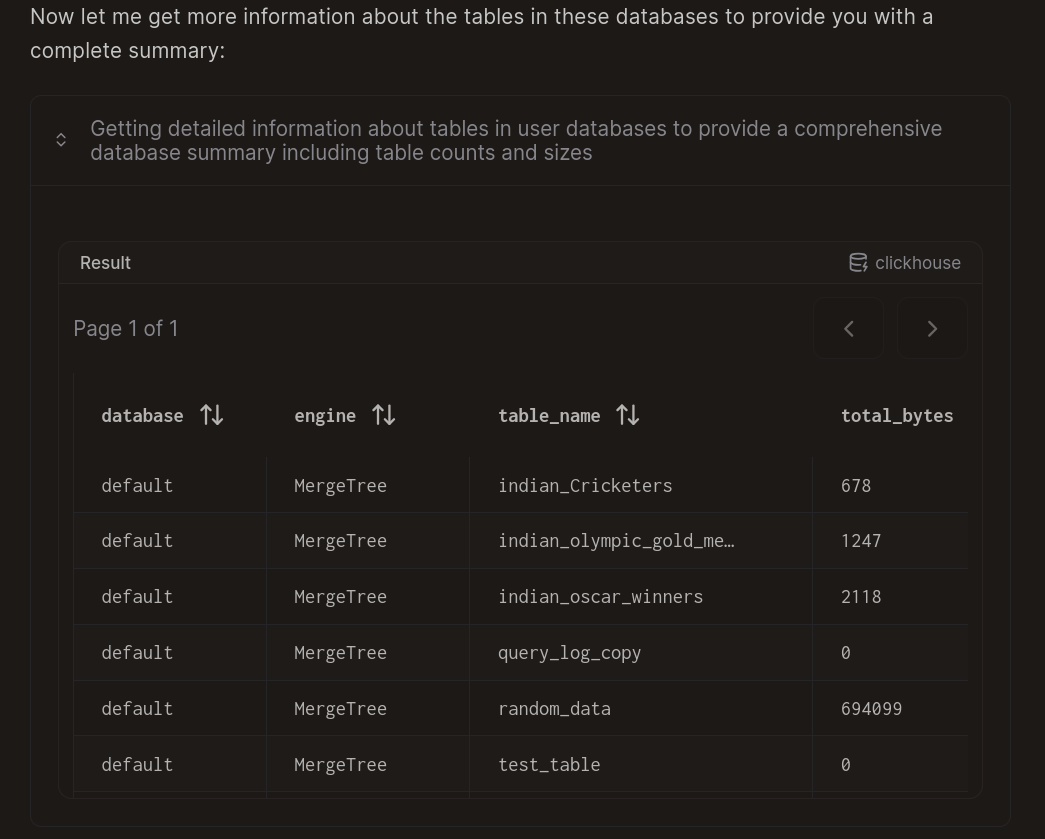 Now let me get more information about the tables in these databases to provide you with a
complete summary:
Getting detailed information about tables in user databases to provide a comprehensive
database summary including table counts and sizes
Result clickhouse
Page 1 of 1
database engine table_name total_bytes
default MergeTree indian_Cricketers 678
default MergeTree indian_olympic_gold_me… 1247
default MergeTree indian_oscar_winners 2118
default MergeTree query_log_copy 0
default MergeTree random_data 694099
default MergeTree test_table 0